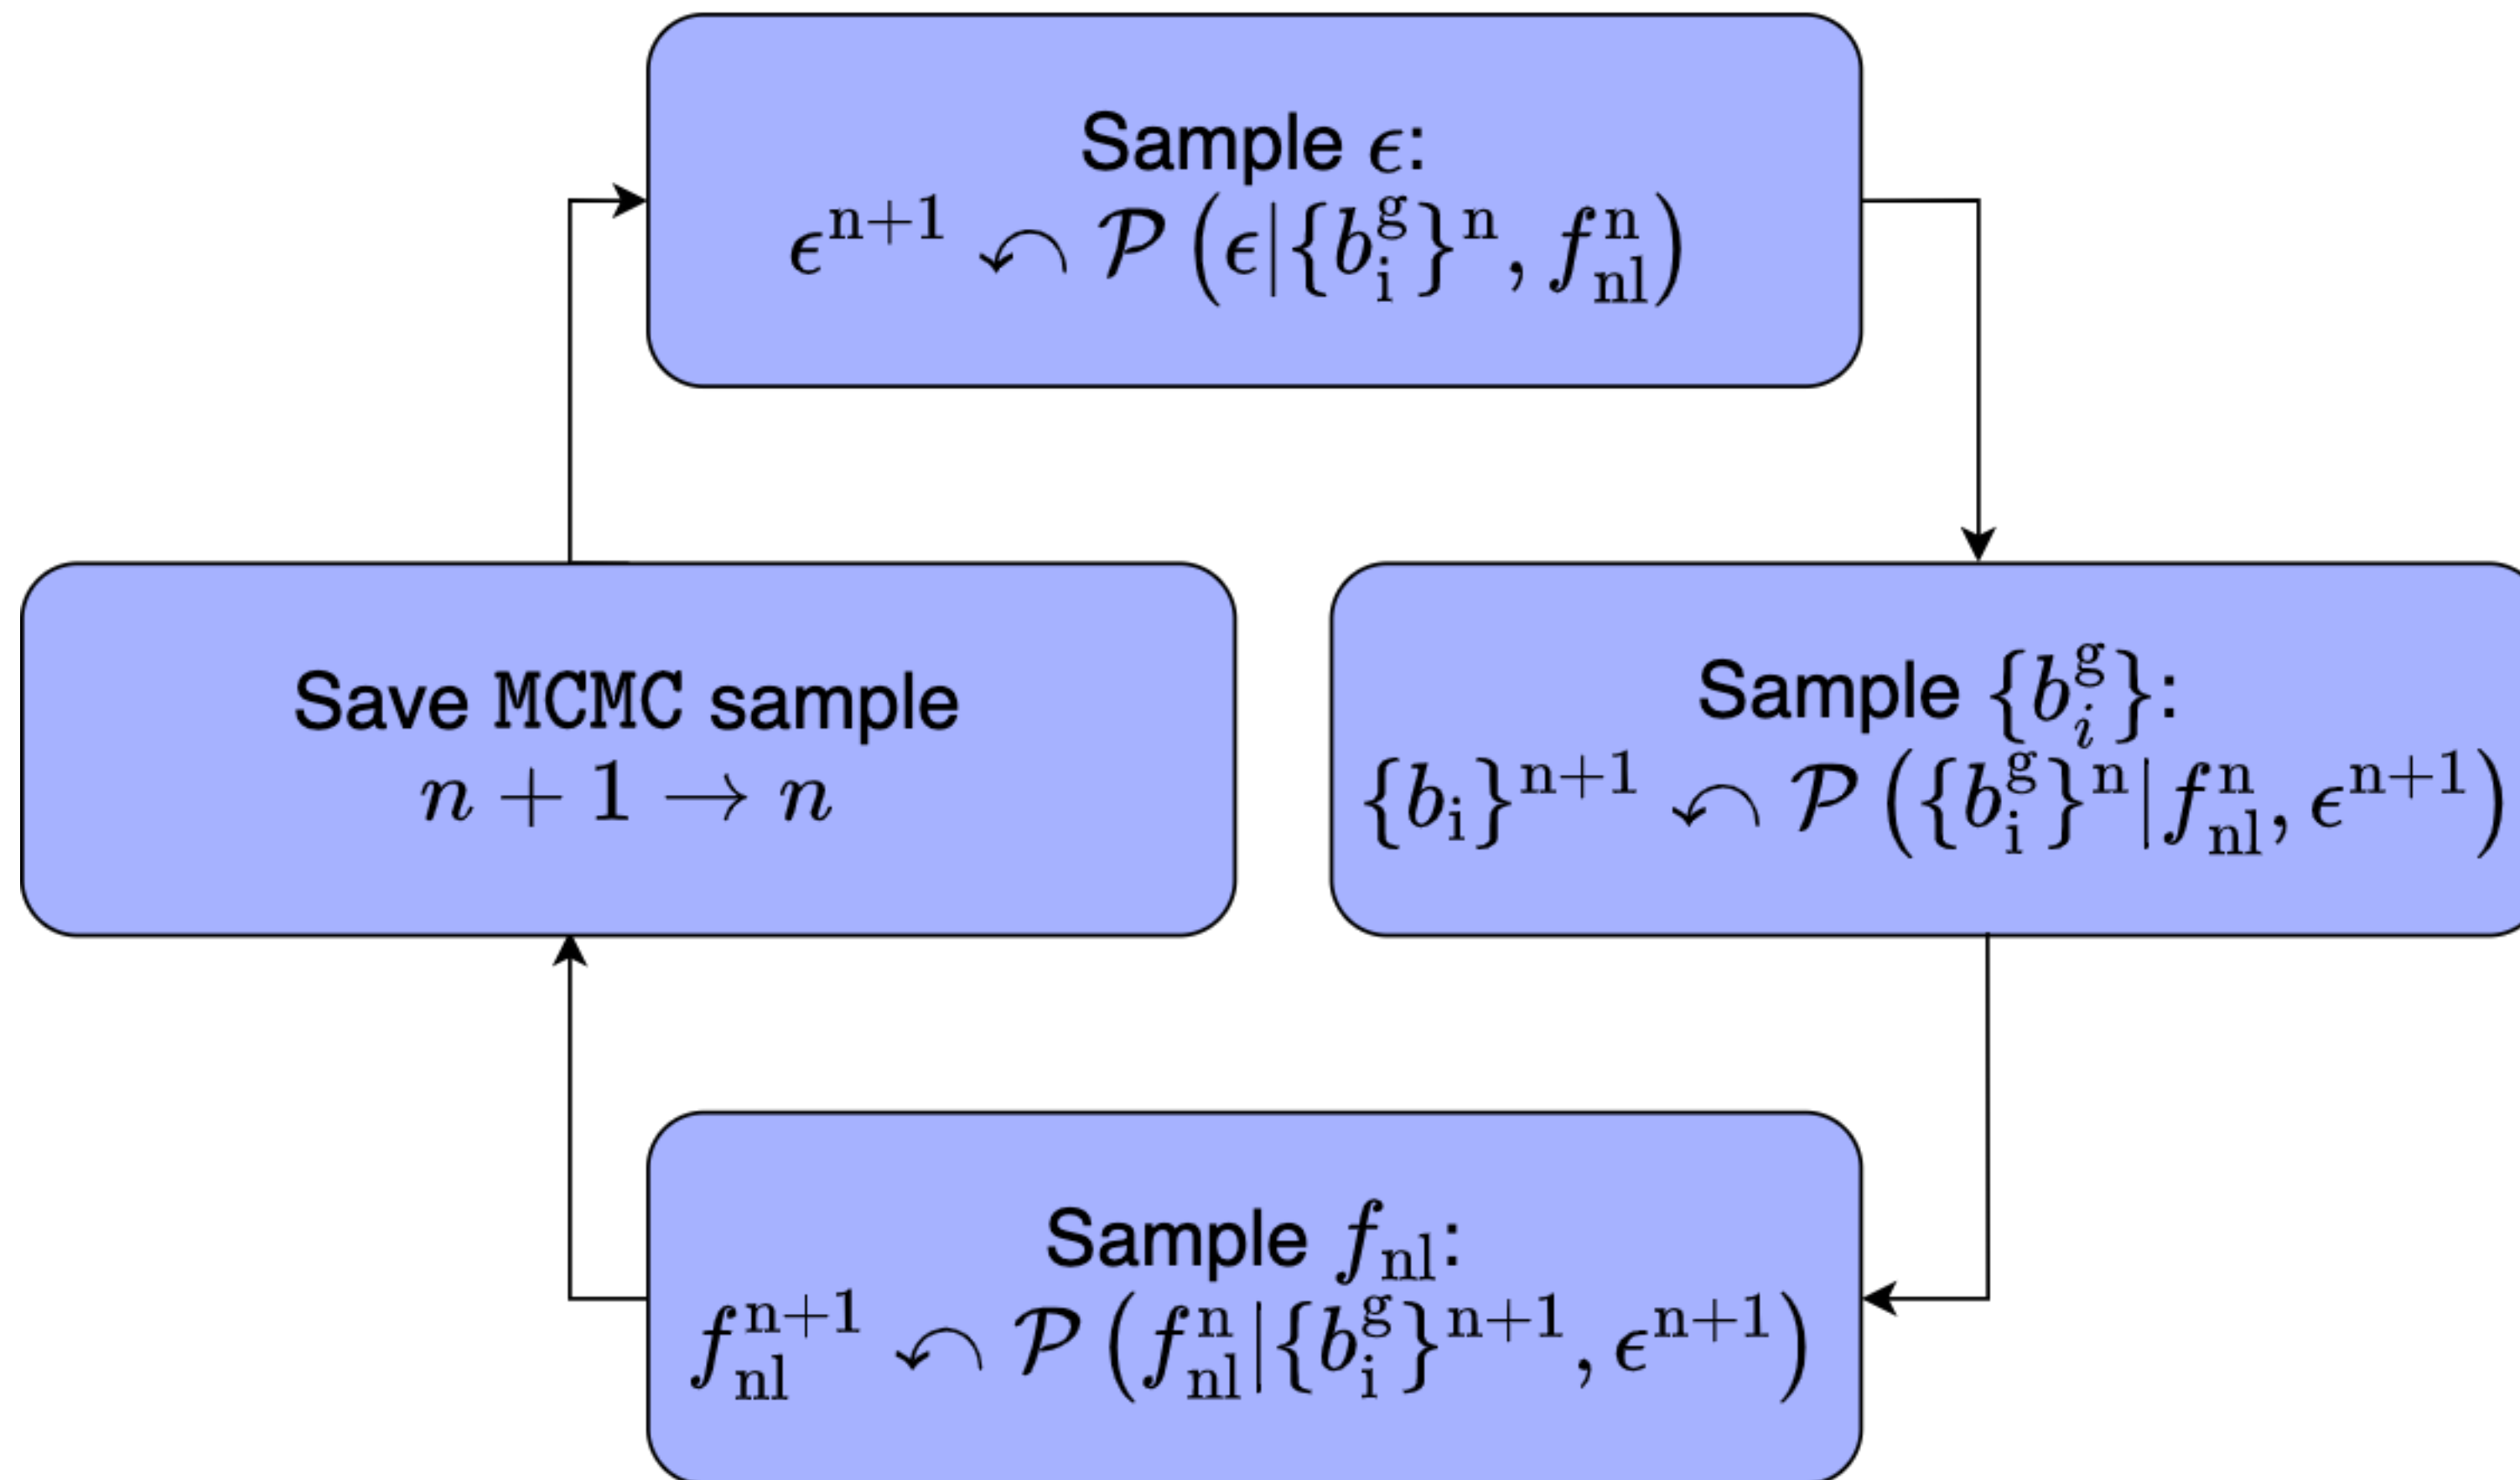 Sample ϵ:
ϵ^{n+1} ↶ 𝒫 (ϵ|{b_i^g}^n, f_nl^n)
Save MCMC sample
n + 1 → n
Sample {b_i^g}:
{b_i}^{n+1} ↶ 𝒫 ({b_i^g}^n|f_nl^n, ϵ^{n+1})
Sample f_nl:
f_nl^{n+1} ↶ 𝒫 (f_nl^n|{b_i^g}^{n+1}, ϵ^{n+1})